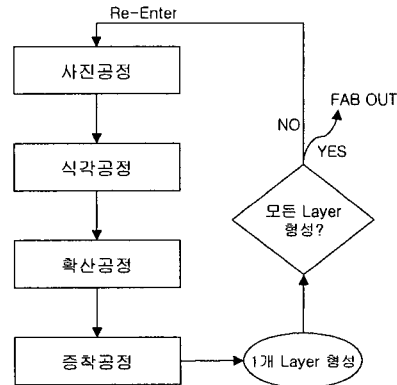 Re-Enter
사진공정
FAB OUT
NO
YES
식각공정
모든 Layer
형성?
확산공정
증착공정
1개 Layer 형성